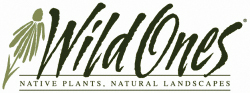 Wild Ones®
NATIVE PLANTS, NATURAL LANDSCAPES